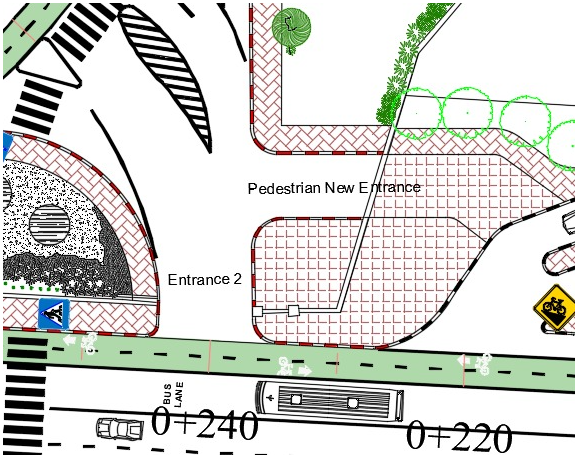 Pedestrian New Entrance
Entrance 2
BUS
LANE
0+240
0+220